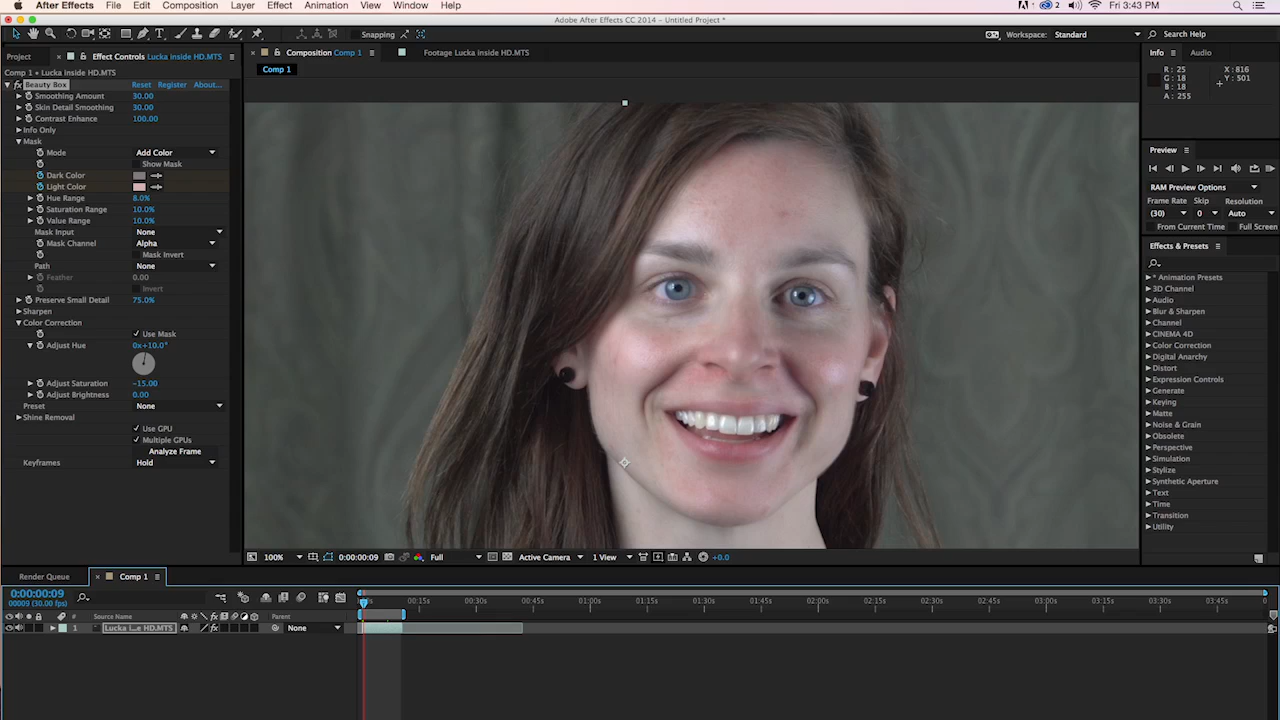 After Effects File Edit Composition Layer Effect Animation View Window Help 2 Fri 3:43 PM
Adobe After Effects CC 2014 - Untitled Project *
Snapping Workspace: Standard Search Help
Project × Effect Controls Lucka inside HD.MTS × Composition Comp 1 Footage Lucka inside HD.MTS Info Audio
Comp 1 • Lucka inside HD.MTS Comp 1
R: 25 X: 816
G: 18 Y: 501
B: 18
A: 255
fx Beauty Box Reset Register About...
Smoothing Amount 30.00
Skin Detail Smoothing 30.00
Contrast Enhance 100.00
Info Only
Mask
Mode Add Color
Show Mask
Dark Color
Light Color
Hue Range 8.0%
Saturation Range 10.0%
Value Range 10.0%
Mask Input None
Mask Channel Alpha
Mask Invert
Path None
Feather 0.00
Invert
Preserve Small Detail 75.0%
Sharpen
Color Correction
Use Mask
Adjust Hue 0x+10.0°
Adjust Saturation -15.00
Adjust Brightness 0.00
Preset None
Shine Removal
Use GPU
Multiple GPUs
Analyze Frame
Keyframes Hold
Preview
RAM Preview Options
Frame Rate Skip Resolution
(30) 0 Auto
From Current Time Full Screen
Effects & Presets
* Animation Presets
3D Channel
Audio
Blur & Sharpen
Channel
CINEMA 4D
Color Correction
Digital Anarchy
Distort
Expression Controls
Generate
Keying
Matte
Noise & Grain
Obsolete
Perspective
Simulation
Stylize
Synthetic Aperture
Text
Time
Transition
Utility
100% 0:00:00:09 Full Active Camera 1 View +0.0
Render Queue × Comp 1
0:00:00:09
00009 (30.00 fps)
00:15s 00:30s 00:45s 01:00s 01:15s 01:30s 01:45s 02:00s 02:15s 02:30s 02:45s 03:00s 03:15s 03:30s 03:45s
# Source Name fx Parent
1 Lucka i...e HD.MTS fx None